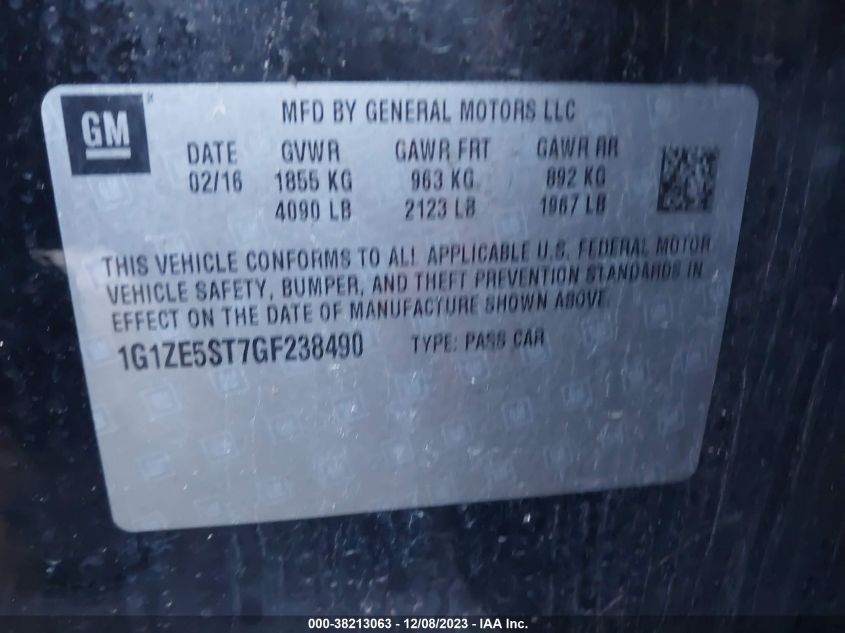 GM
MFD BY GENERAL MOTORS LLC
DATE GVWR GAWR FRT GAWR RR
02/16 1855 KG 963 KG 892 KG
4090 LB 2123 LB 1967 LB
THIS VEHICLE CONFORMS TO ALL APPLICABLE U.S. FEDERAL MOTOR
VEHICLE SAFETY, BUMPER, AND THEFT PREVENTION STANDARDS IN
EFFECT ON THE DATE OF MANUFACTURE SHOWN ABOVE.
1G1ZE5ST7GF238490 TYPE: PASS CAR
000-38213063 - 12/08/2023 - Copyright © 2023 IAA, Inc.